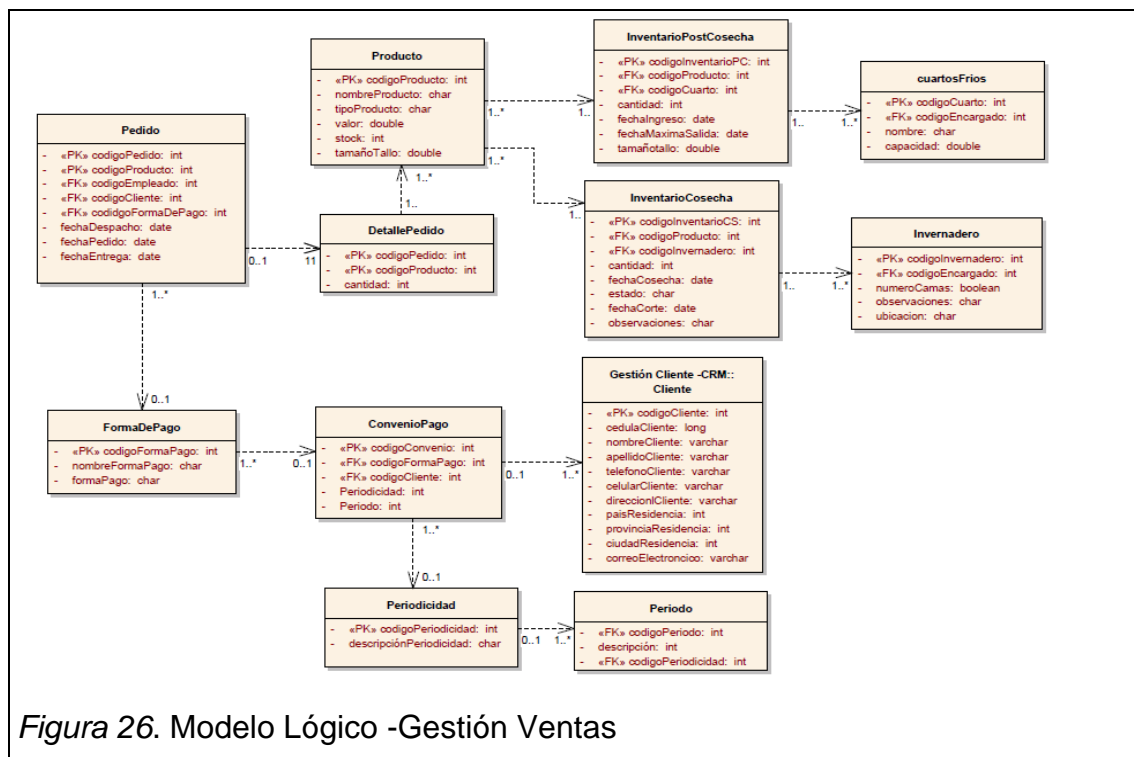 Producto
- «PK» codigoProducto: int
- nombreProducto: char
- tipoProducto: char
- valor: double
- stock: int
- tamañoTallo: double
InventarioPostCosecha
- «PK» codigoInventarioPC: int
- «FK» codigoProducto: int
- «FK» codigoCuarto: int
- cantidad: int
- fechaIngreso: date
- fechaMaximaSalida: date
- tamañotallo: double
cuartosFrios
- «PK» codigoCuarto: int
- «FK» codigoEncargado: int
- nombre: char
- capacidad: double
1..*
1..
1..
1..*
Pedido
- «PK» codigoPedido: int
- «PK» codigoProducto: int
- «FK» codigoEmpleado: int
- «FK» codigoCliente: int
- «FK» codidgoFormaDePago: int
- fechaDespacho: date
- fechaPedido: date
- fechaEntrega: date
1..*
1..
1..*
1..
DetallePedido
- «PK» codigoPedido: int
- «PK» codigoProducto: int
- cantidad: int
0..1
11
InventarioCosecha
- «PK» codigoInventarioCS: int
- «FK» codigoProducto: int
- «FK» codigoInvernadero: int
- cantidad: int
- fechaCosecha: date
- estado: char
- fechaCorte: date
- observaciones: char
Invernadero
- «PK» codigoInvernadero: int
- «FK» codigoEncargado: int
- numeroCamas: boolean
- observaciones: char
- ubicacion: char
1..
1..*
1..*
0..1
FormaDePago
- «PK» codigoFormaPago: int
- nombreFormaPago: char
- formaPago: char
1..*
0..1
ConvenioPago
- «PK» codigoConvenio: int
- «FK» codigoFormaPago: int
- «FK» codigoCliente: int
- Periodicidad: int
- Periodo: int
0..1
1..*
Gestión Cliente -CRM::
Cliente
- «PK» codigoCliente: int
- cedulaCliente: long
- nombreCliente: varchar
- apellidoCliente: varchar
- telefonoCliente: varchar
- celularCliente: varchar
- direccionlCliente: varchar
- paisResidencia: int
- provinciaResidencia: int
- ciudadResidencia: int
- correoElectroncico: varchar
1..*
0..1
Periodicidad
- «PK» codigoPeriodicidad: int
- descripciónPeriodicidad: char
0..1
1..*
Periodo
- «FK» codigoPeriodo: int
- descripción: int
- «FK» codigoPeriodicidad: int
Figura 26. Modelo Lógico -Gestión Ventas